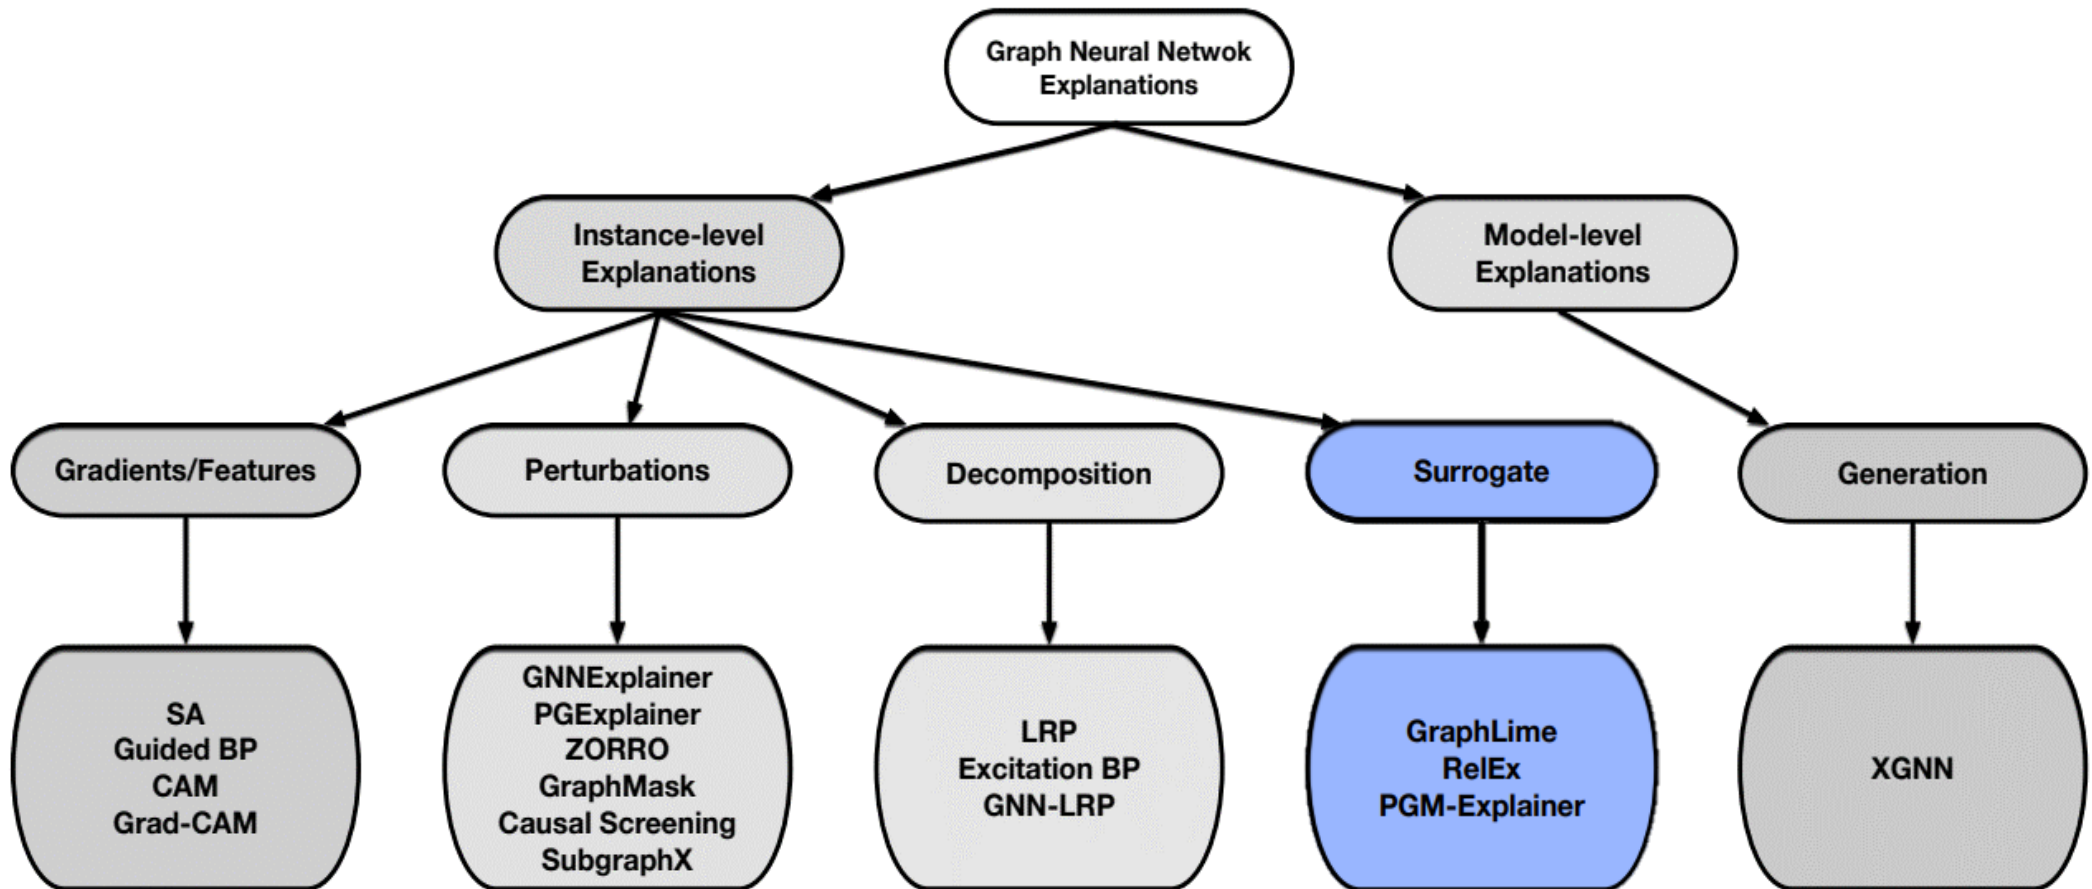 Graph Neural Netwok
Explanations
Instance-level
Explanations
Model-level
Explanations
Gradients/Features
Perturbations
Decomposition
Surrogate
Generation
SA
Guided BP
CAM
Grad-CAM
GNNExplainer
PGExplainer
ZORRO
GraphMask
Causal Screening
SubgraphX
LRP
Excitation BP
GNN-LRP
GraphLime
RelEx
PGM-Explainer
XGNN